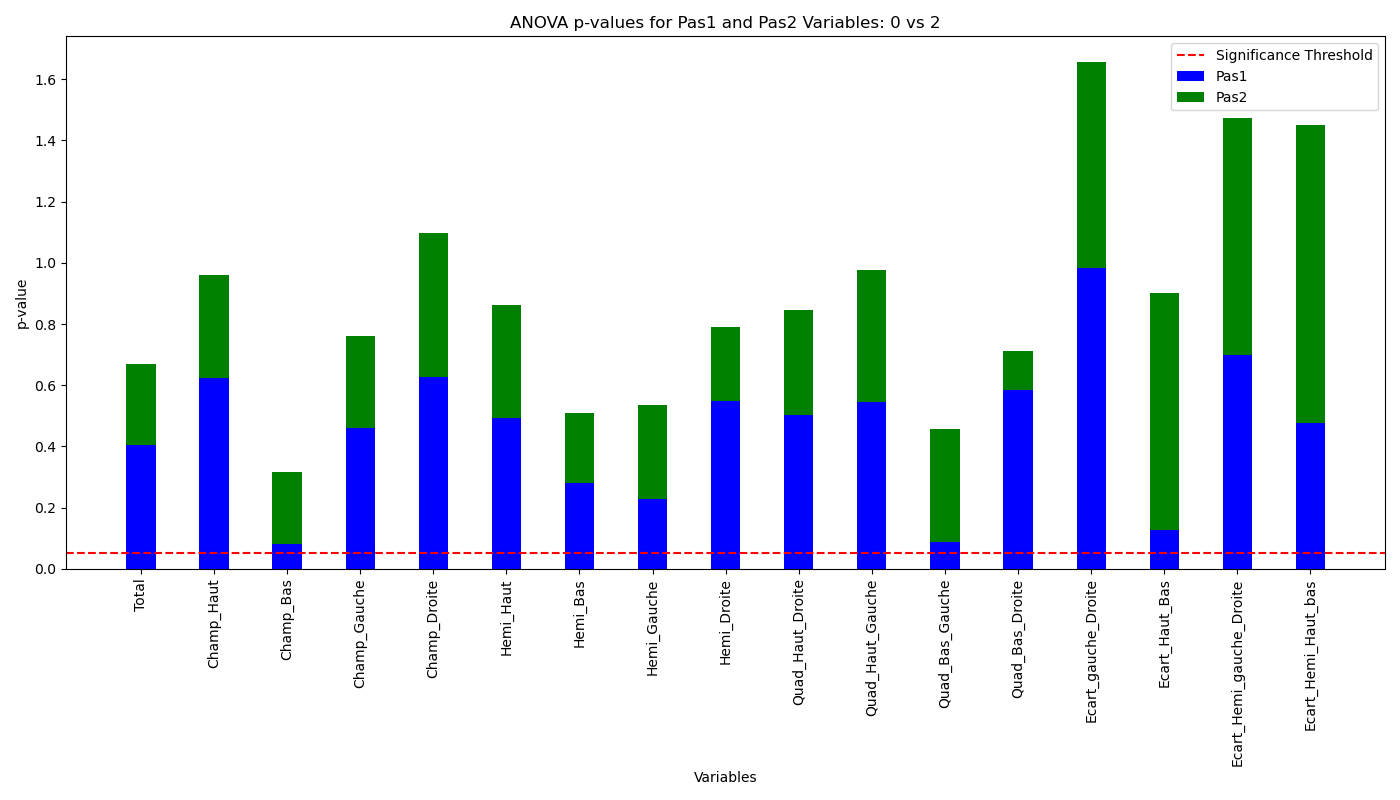 ANOVA p-values for Pas1 and Pas2 Variables: 0 vs 2
Significance Threshold
Pas1
Pas2
p-value
1.6
1.4
1.2
1.0
0.8
0.6
0.4
0.2
0.0
Total
Champ_Haut
Champ_Bas
Champ_Gauche
Champ_Droite
Hemi_Haut
Hemi_Bas
Hemi_Gauche
Hemi_Droite
Quad_Haut_Droite
Quad_Haut_Gauche
Quad_Bas_Gauche
Quad_Bas_Droite
Ecart_gauche_Droite
Ecart_Haut_Bas
Ecart_Hemi_gauche_Droite
Ecart_Hemi_Haut_bas
Variables